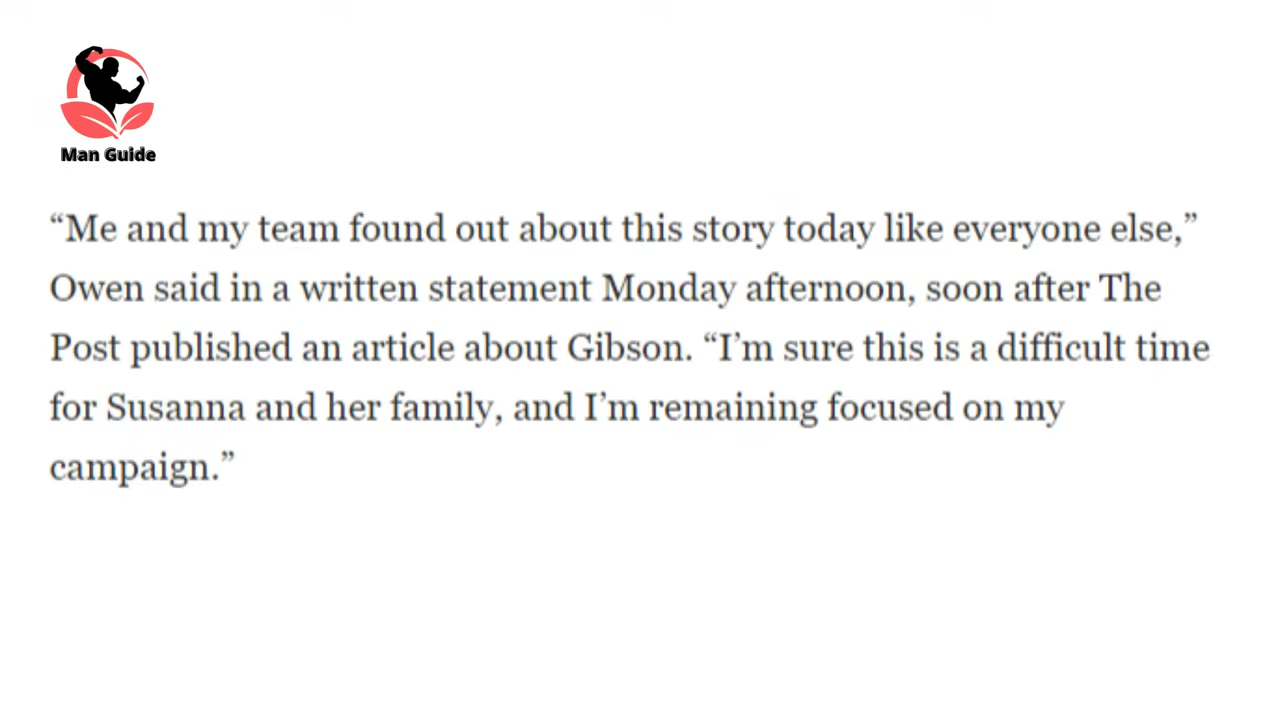 Man Guide
“Me and my team found out about this story today like everyone else,”
Owen said in a written statement Monday afternoon, soon after The
Post published an article about Gibson. “I’m sure this is a difficult time
for Susanna and her family, and I’m remaining focused on my
campaign.”